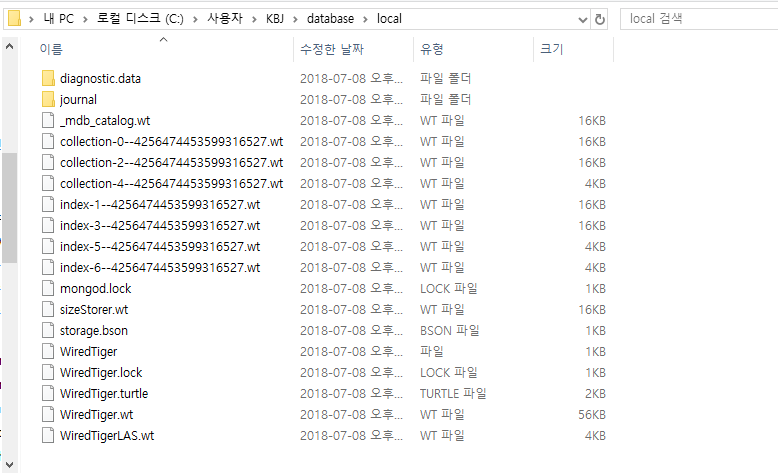 내 PC > 로컬 디스크 (C:) > 사용자 > KBJ > database > local
local 검색
이름 수정한 날짜 유형 크기
diagnostic.data 2018-07-08 오후... 파일 폴더
journal 2018-07-08 오후... 파일 폴더
_mdb_catalog.wt 2018-07-08 오후... WT 파일 16KB
collection-0--4256474453599316527.wt 2018-07-08 오후... WT 파일 16KB
collection-2--4256474453599316527.wt 2018-07-08 오후... WT 파일 16KB
collection-4--4256474453599316527.wt 2018-07-08 오후... WT 파일 4KB
index-1--4256474453599316527.wt 2018-07-08 오후... WT 파일 16KB
index-3--4256474453599316527.wt 2018-07-08 오후... WT 파일 16KB
index-5--4256474453599316527.wt 2018-07-08 오후... WT 파일 4KB
index-6--4256474453599316527.wt 2018-07-08 오후... WT 파일 4KB
mongod.lock 2018-07-08 오후... LOCK 파일 1KB
sizeStorer.wt 2018-07-08 오후... WT 파일 16KB
storage.bson 2018-07-08 오후... BSON 파일 1KB
WiredTiger 2018-07-08 오후... 파일 1KB
WiredTiger.lock 2018-07-08 오후... LOCK 파일 1KB
WiredTiger.turtle 2018-07-08 오후... TURTLE 파일 2KB
WiredTiger.wt 2018-07-08 오후... WT 파일 56KB
WiredTigerLAS.wt 2018-07-08 오후... WT 파일 4KB